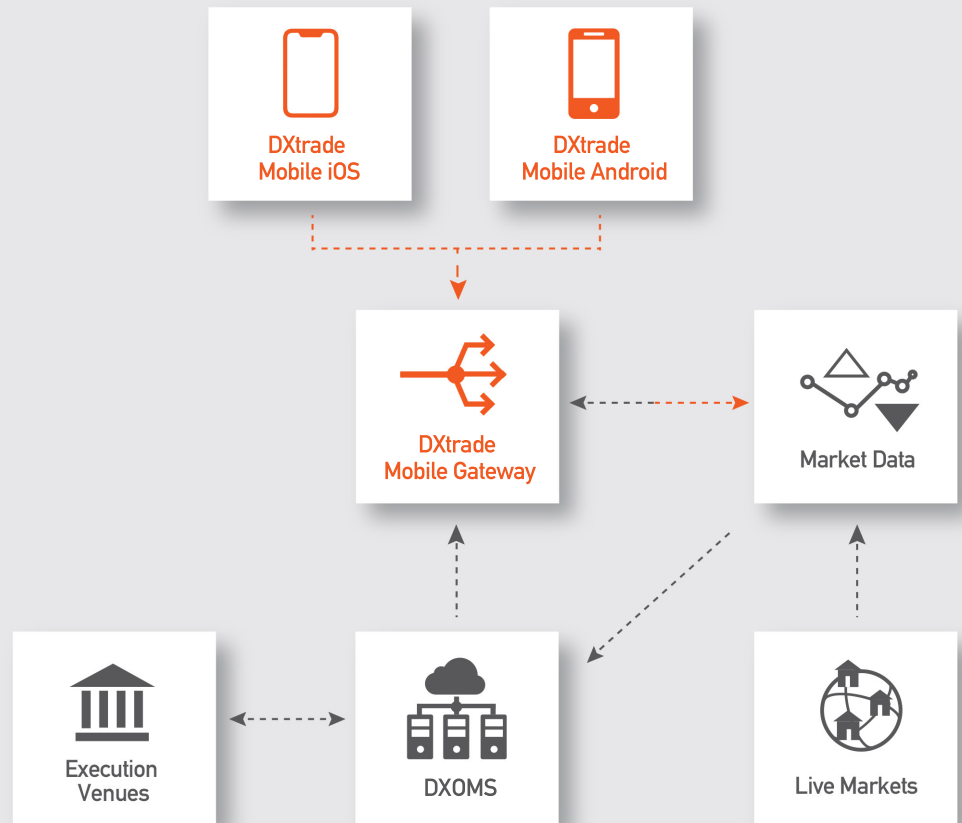 DXtrade
Mobile iOS
DXtrade
Mobile Android
DXtrade
Mobile Gateway
Market Data
Execution
Venues
DXOMS
Live Markets